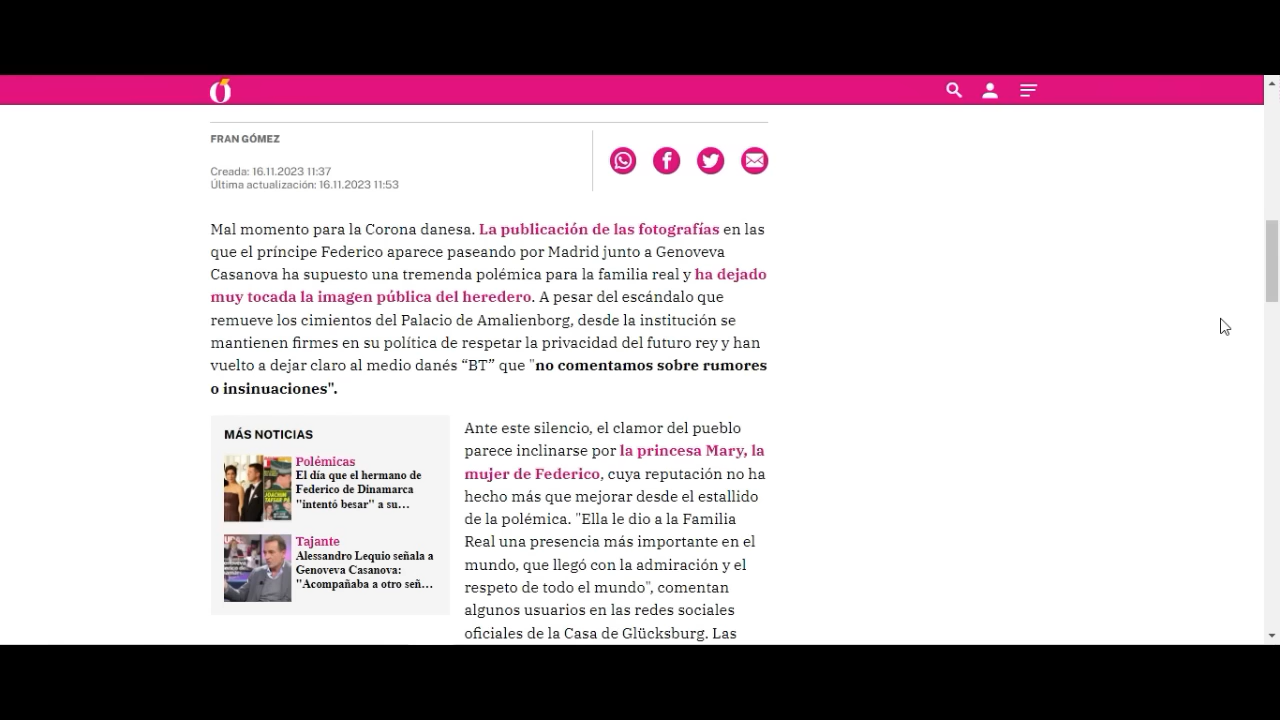 Ó
FRAN GÓMEZ
Creada: 16.11.2023 11:37
Última actualización: 16.11.2023 11:53
Mal momento para la Corona danesa. La publicación de las fotografías en las
que el príncipe Federico aparece paseando por Madrid junto a Genoveva
Casanova ha supuesto una tremenda polémica para la familia real y ha dejado
muy tocada la imagen pública del heredero. A pesar del escándalo que
remueve los cimientos del Palacio de Amalienborg, desde la institución se
mantienen firmes en su política de respetar la privacidad del futuro rey y han
vuelto a dejar claro al medio danés “BT” que "no comentamos sobre rumores
o insinuaciones".
MÁS NOTICIAS
Polémicas
El día que el hermano de
Federico de Dinamarca
"intentó besar" a su...
Tajante
Alessandro Lequio señala a
Genoveva Casanova:
"Acompañaba a otro señ...
Ante este silencio, el clamor del pueblo
parece inclinarse por la princesa Mary, la
mujer de Federico, cuya reputación no ha
hecho más que mejorar desde el estallido
de la polémica. "Ella le dio a la Familia
Real una presencia más importante en el
mundo, que llegó con la admiración y el
respeto de todo el mundo", comentan
algunos usuarios en las redes sociales
oficiales de la Casa de Glücksburg. Las